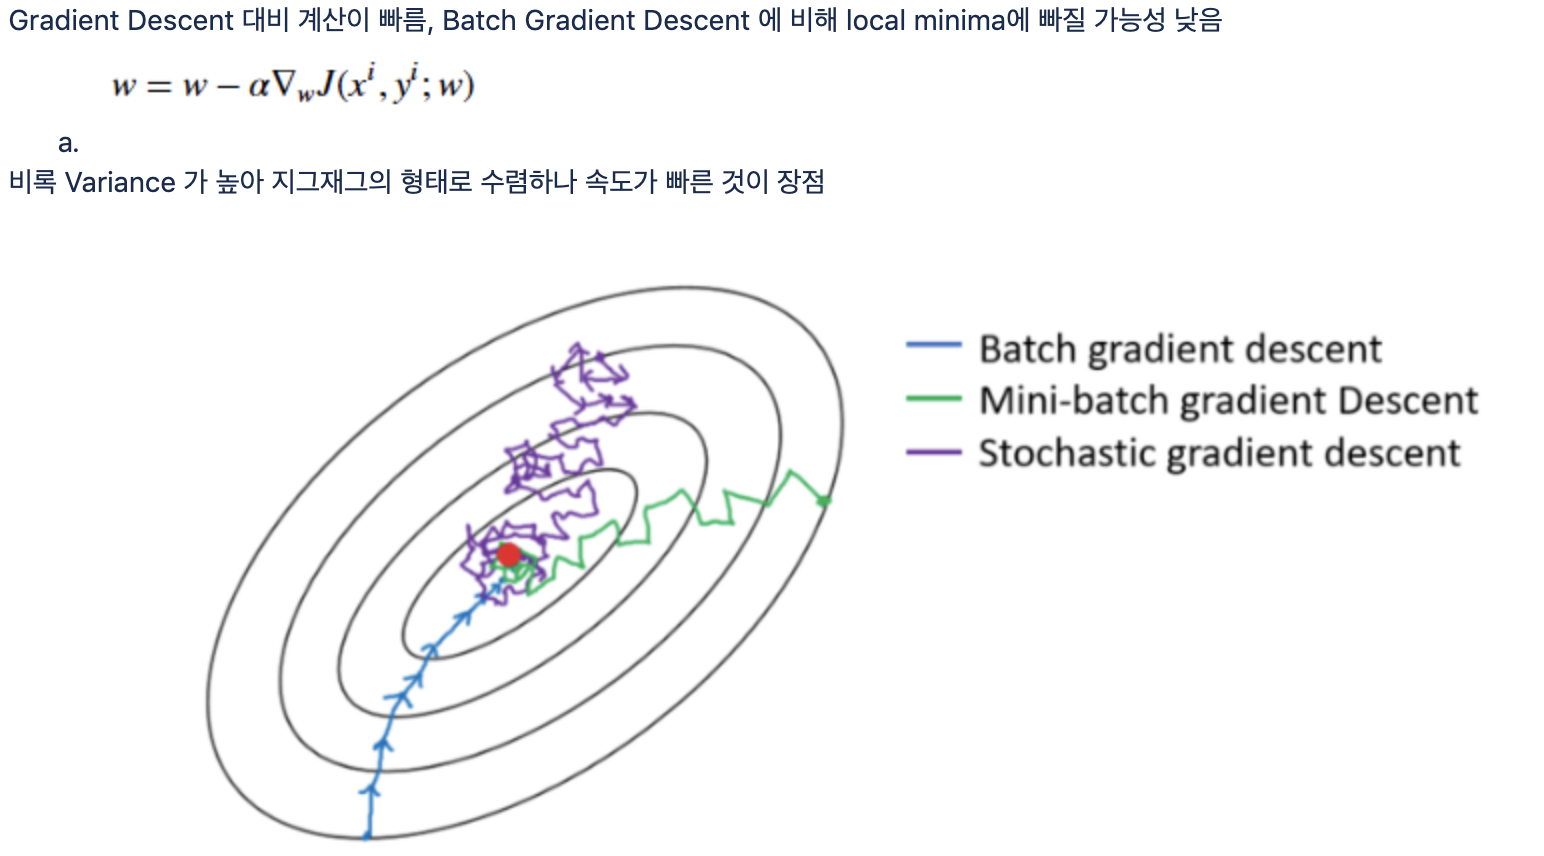 Gradient Descent 대비 계산이 빠름, Batch Gradient Descent 에 비해 local minima에 빠질 가능성 낮음
w = w − α∇_w J(x^i, y^i; w)
a.
비록 Variance 가 높아 지그재그의 형태로 수렴하나 속도가 빠른 것이 장점
Batch gradient descent
Mini-batch gradient Descent
Stochastic gradient descent